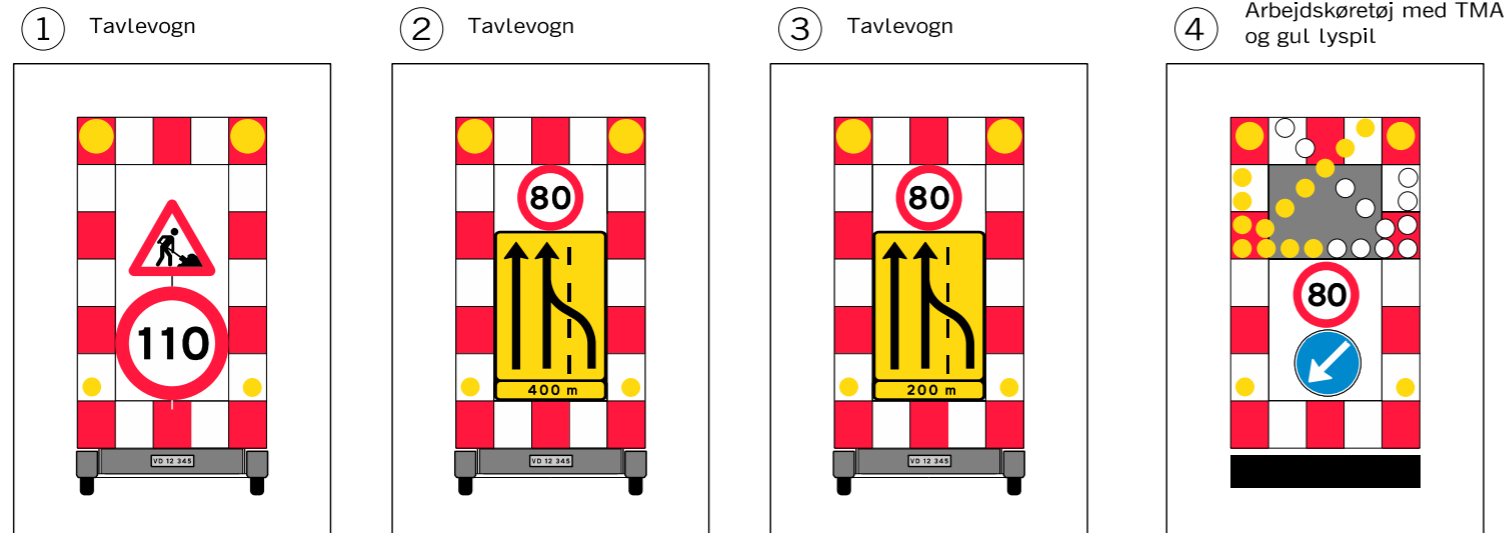 1 Tavlevogn
2 Tavlevogn
3 Tavlevogn
4 Arbejdskøretøj med TMA
og gul lyspil
110
VD 12 345
80
400 m
VD 12 345
80
200 m
VD 12 345
80